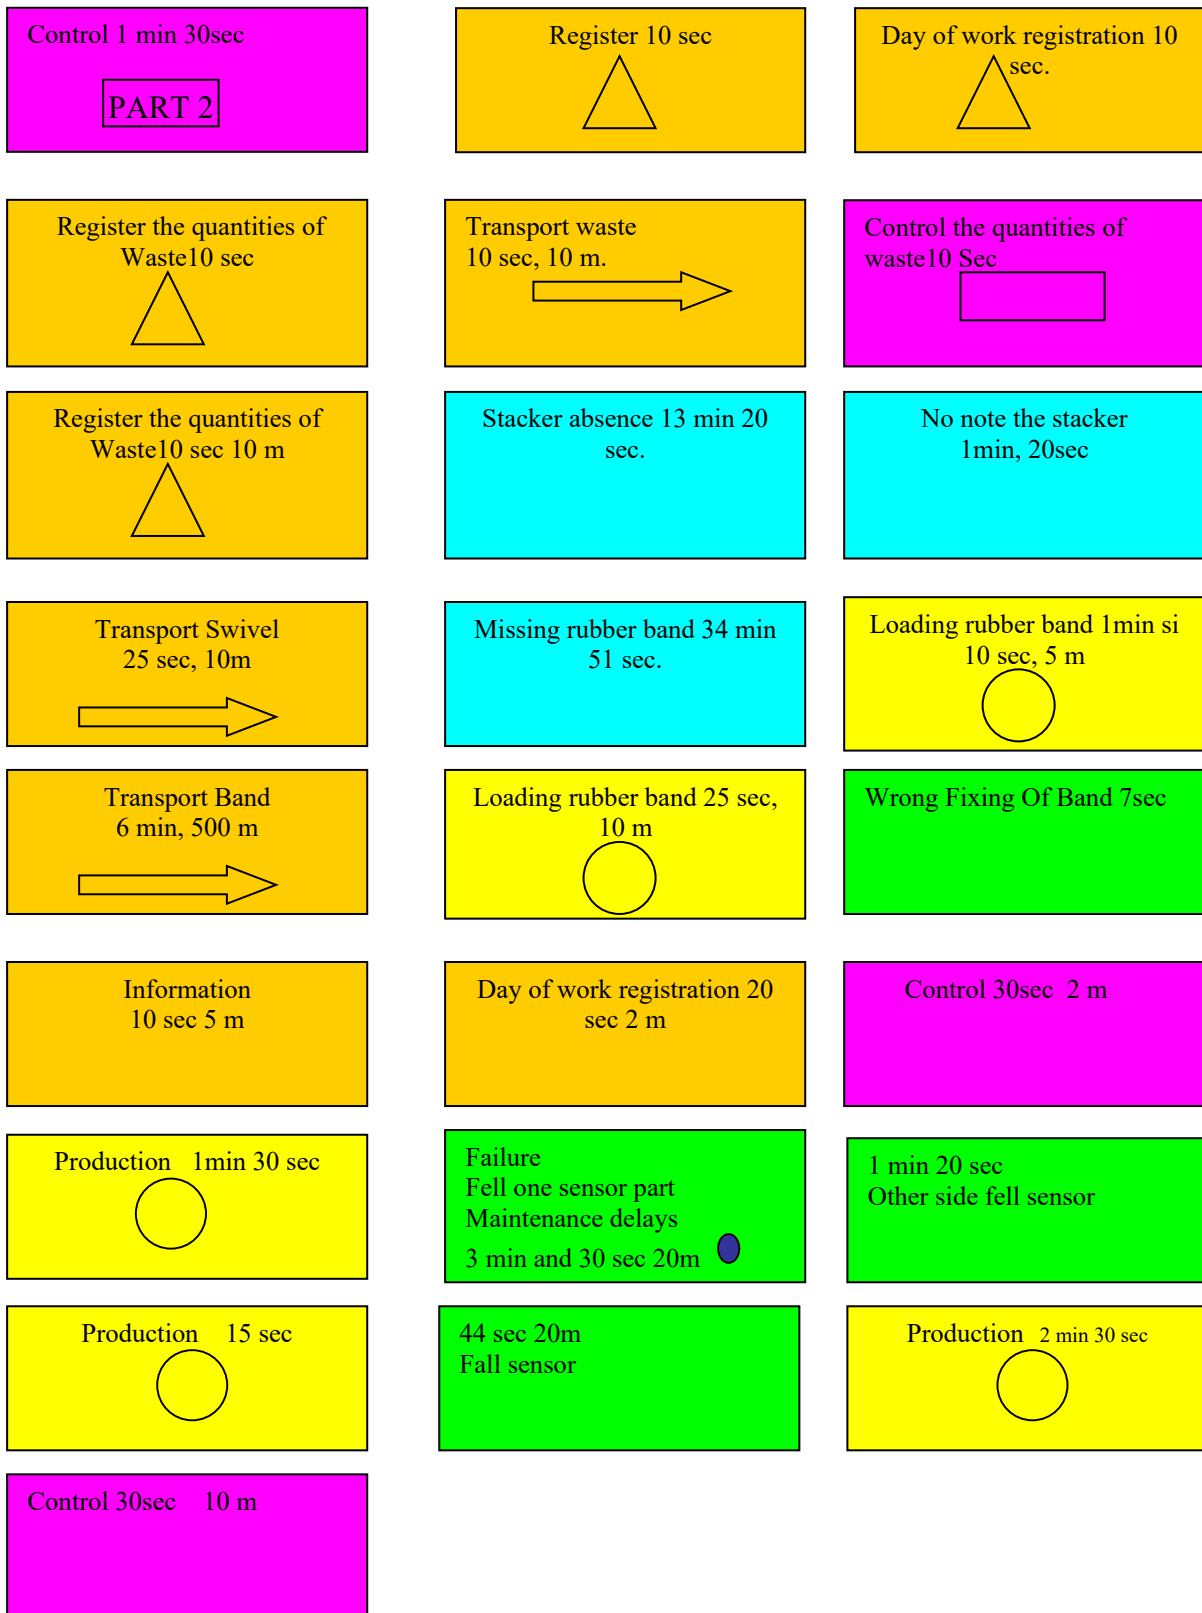 Control 1 min 30sec
PART 2
Register 10 sec
Day of work registration 10
sec.
Register the quantities of
Waste10 sec
Transport waste
10 sec, 10 m.
Control the quantities of
waste10 Sec
Register the quantities of
Waste10 sec 10 m
Stacker absence 13 min 20
sec.
No note the stacker
1min, 20sec
Transport Swivel
25 sec, 10m
Missing rubber band 34 min
51 sec.
Loading rubber band 1min si
10 sec, 5 m
Transport Band
6 min, 500 m
Loading rubber band 25 sec,
10 m
Wrong Fixing Of Band 7sec
Information
10 sec 5 m
Day of work registration 20
sec 2 m
Control 30sec  2 m
Production   1min 30 sec
Failure
Fell one sensor part
Maintenance delays
3 min and 30 sec 20m
1 min 20 sec
Other side fell sensor
Production    15 sec
44 sec 20m
Fall sensor
Production  2 min 30 sec
Control 30sec    10 m